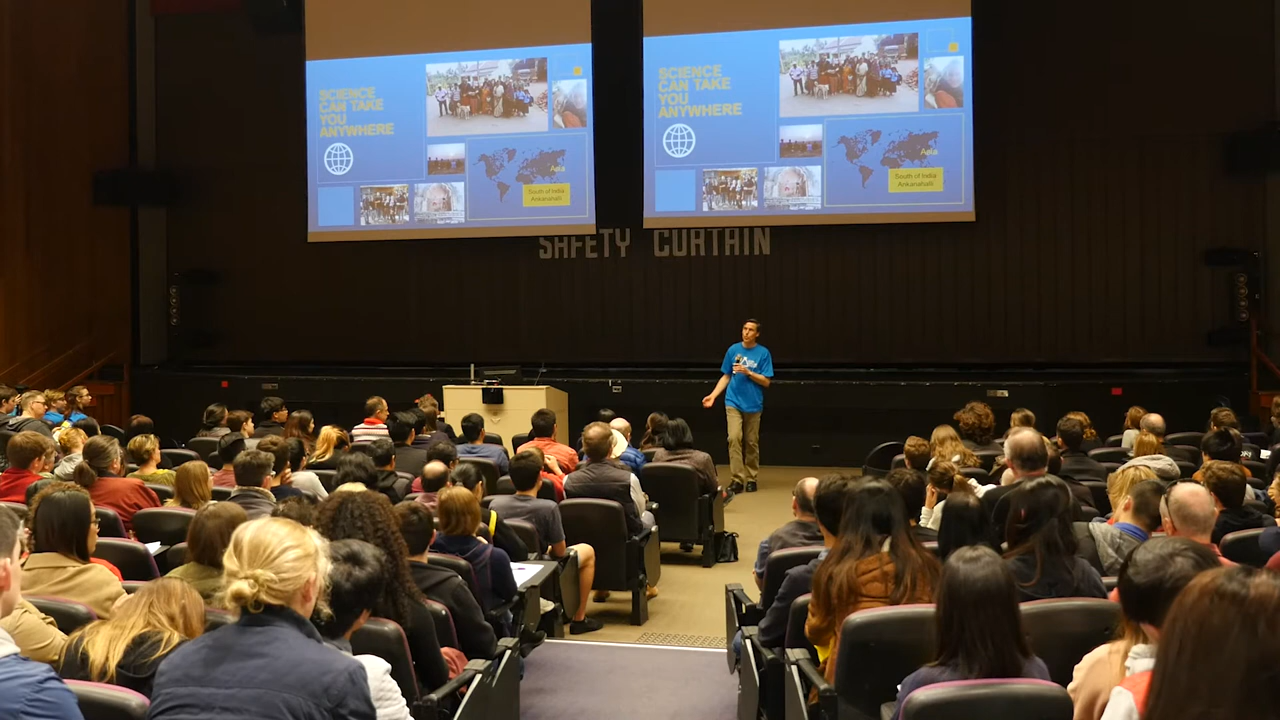 SCIENCE
CAN TAKE
YOU
ANYWHERE
Asia
South of India
Ankanahalli
SCIENCE
CAN TAKE
YOU
ANYWHERE
Asia
South of India
Ankanahalli
SAFETY CURTAIN